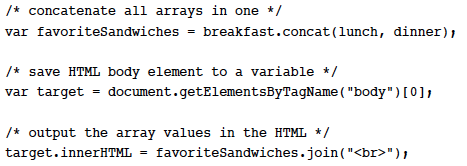 /* concatenate all arrays in one */
var favoriteSandwiches = breakfast.concat(lunch, dinner);
/* save HTML body element to a variable */
var target = document.getElementsByTagName("body")[0];
/* output the array values in the HTML */
target.innerHTML = favoriteSandwiches.join("<br>");